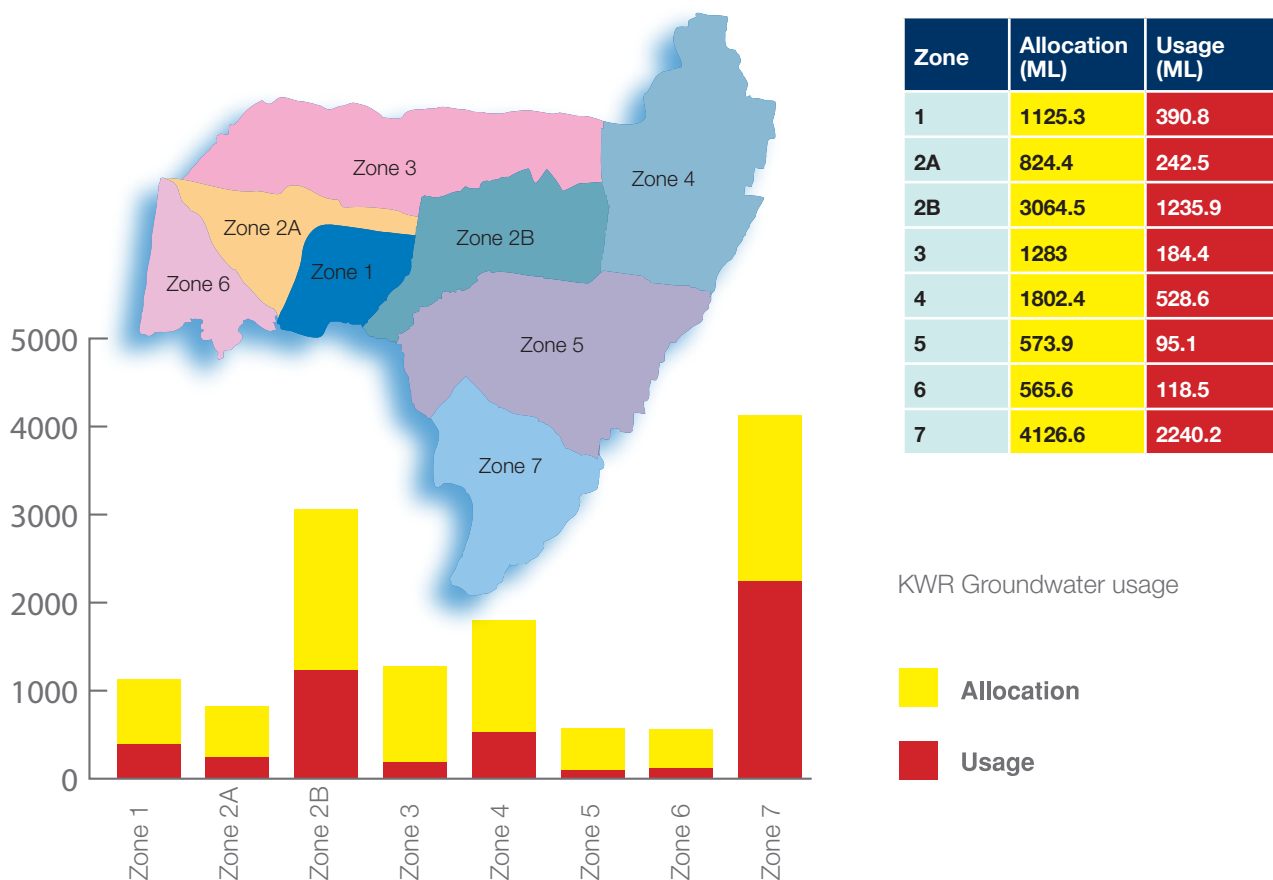 Zone 3
Zone 4
Zone 2A
Zone 2B
Zone 1
Zone 6
Zone 5
Zone 7
Zone Allocation (ML) Usage (ML)
1 1125.3 390.8
2A 824.4 242.5
2B 3064.5 1235.9
3 1283 184.4
4 1802.4 528.6
5 573.9 95.1
6 565.6 118.5
7 4126.6 2240.2
5000
4000
3000
2000
1000
0
Zone 1
Zone 2A
Zone 2B
Zone 3
Zone 4
Zone 5
Zone 6
Zone 7
KWR Groundwater usage
Allocation
Usage